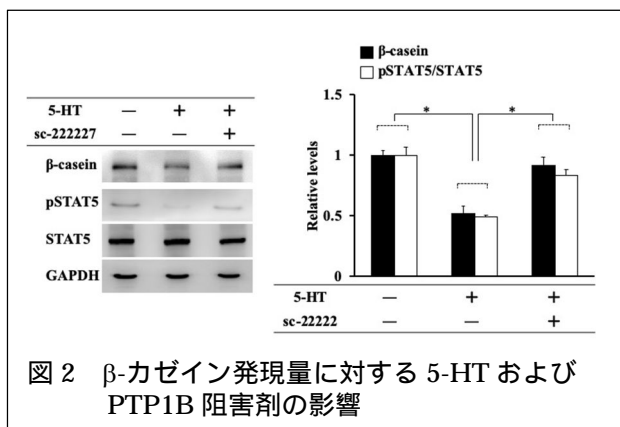 5-HT — + +
sc-222227 — — +
β-casein
pSTAT5
STAT5
GAPDH
■ β-casein
□ pSTAT5/STAT5
Relative levels
1.5
1
0.5
0
* *
5-HT — + +
sc-22222 — — +
図 2 β-カゼイン発現量に対する 5-HT および
PTP1B 阻害剤の影響